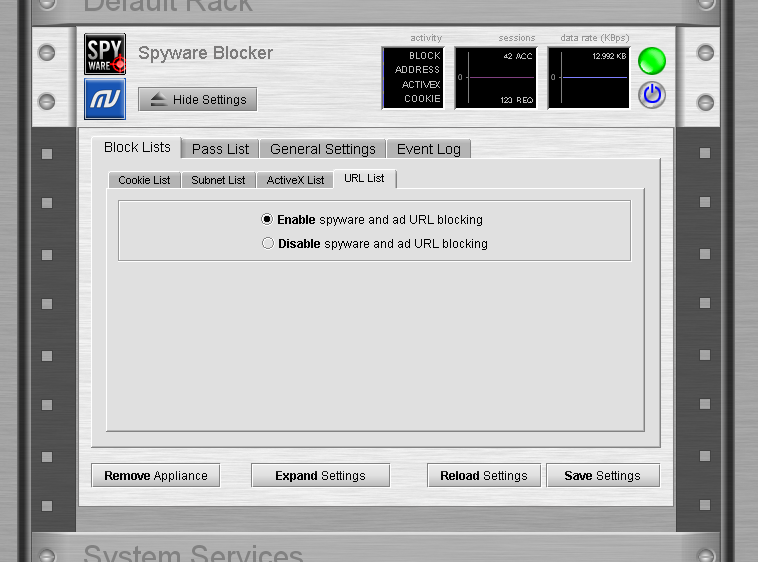 Default Rack
SPY
WARE
Spyware Blocker
Hide Settings
activity
BLOCK
ADDRESS
ACTIVEX
COOKIE
sessions
42 ACC
0
123 REQ
data rate (KBps)
12.992 KB
0
Block Lists
Pass List
General Settings
Event Log
Cookie List
Subnet List
ActiveX List
URL List
Enable spyware and ad URL blocking
Disable spyware and ad URL blocking
Remove Appliance
Expand Settings
Reload Settings
Save Settings
System Services